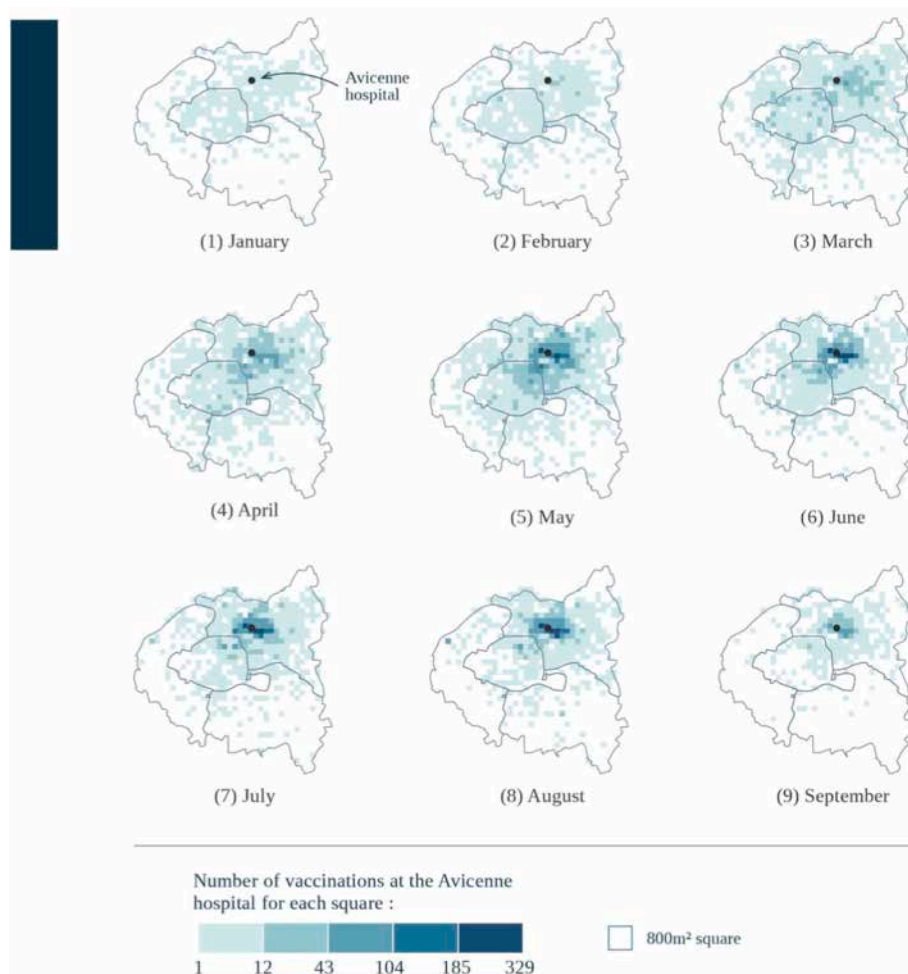 Avicenne
hospital
(1) January
(2) February
(3) March
(4) April
(5) May
(6) June
(7) July
(8) August
(9) September
Number of vaccinations at the Avicenne
hospital for each square :
800m² square
1 12 43 104 185 329